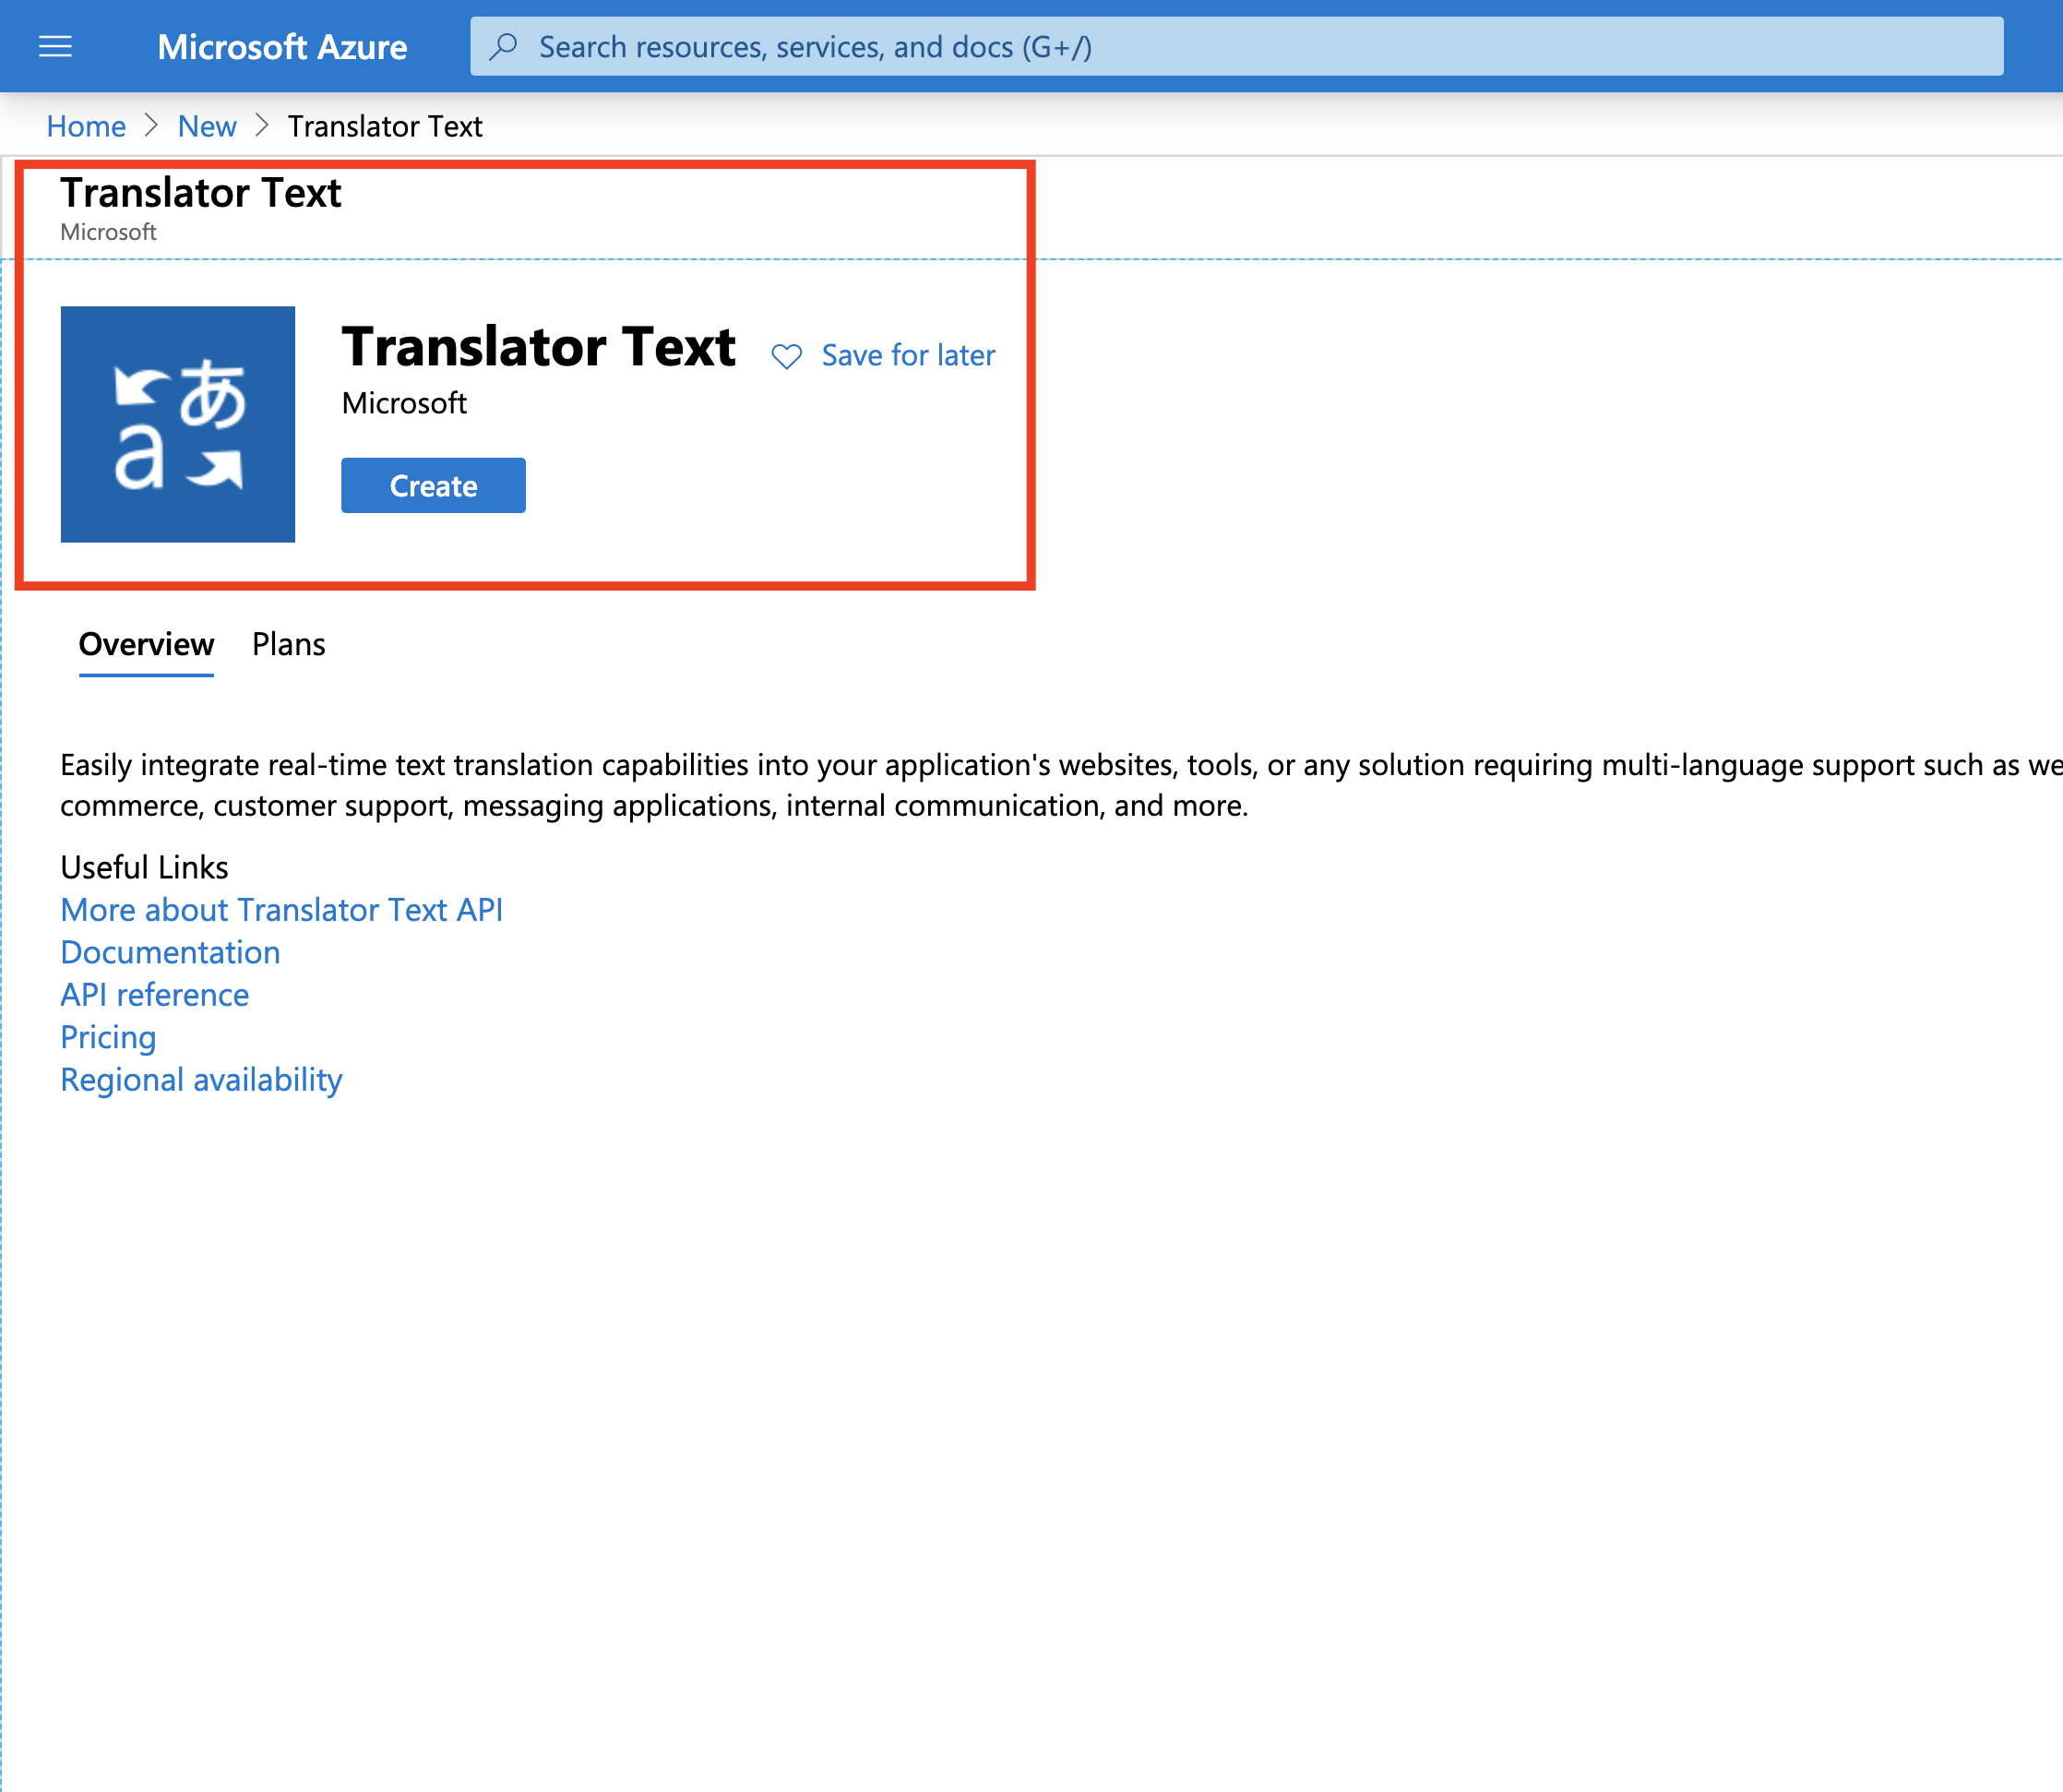 Microsoft Azure
Search resources, services, and docs (G+/)
Home > New > Translator Text
Translator Text
Microsoft
あ
a
Translator Text
Save for later
Microsoft
Create
Overview Plans
Easily integrate real-time text translation capabilities into your application's websites, tools, or any solution requiring multi-language support such as we
commerce, customer support, messaging applications, internal communication, and more.
Useful Links
More about Translator Text API
Documentation
API reference
Pricing
Regional availability